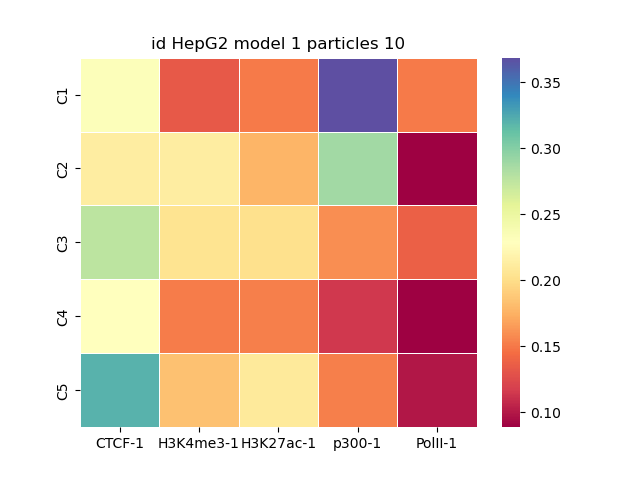 id HepG2 model 1 particles 10
C1
C2
C3
C4
C5
CTCF-1 H3K4me3-1 H3K27ac-1 p300-1 PolII-1
0.35
0.30
0.25
0.20
0.15
0.10